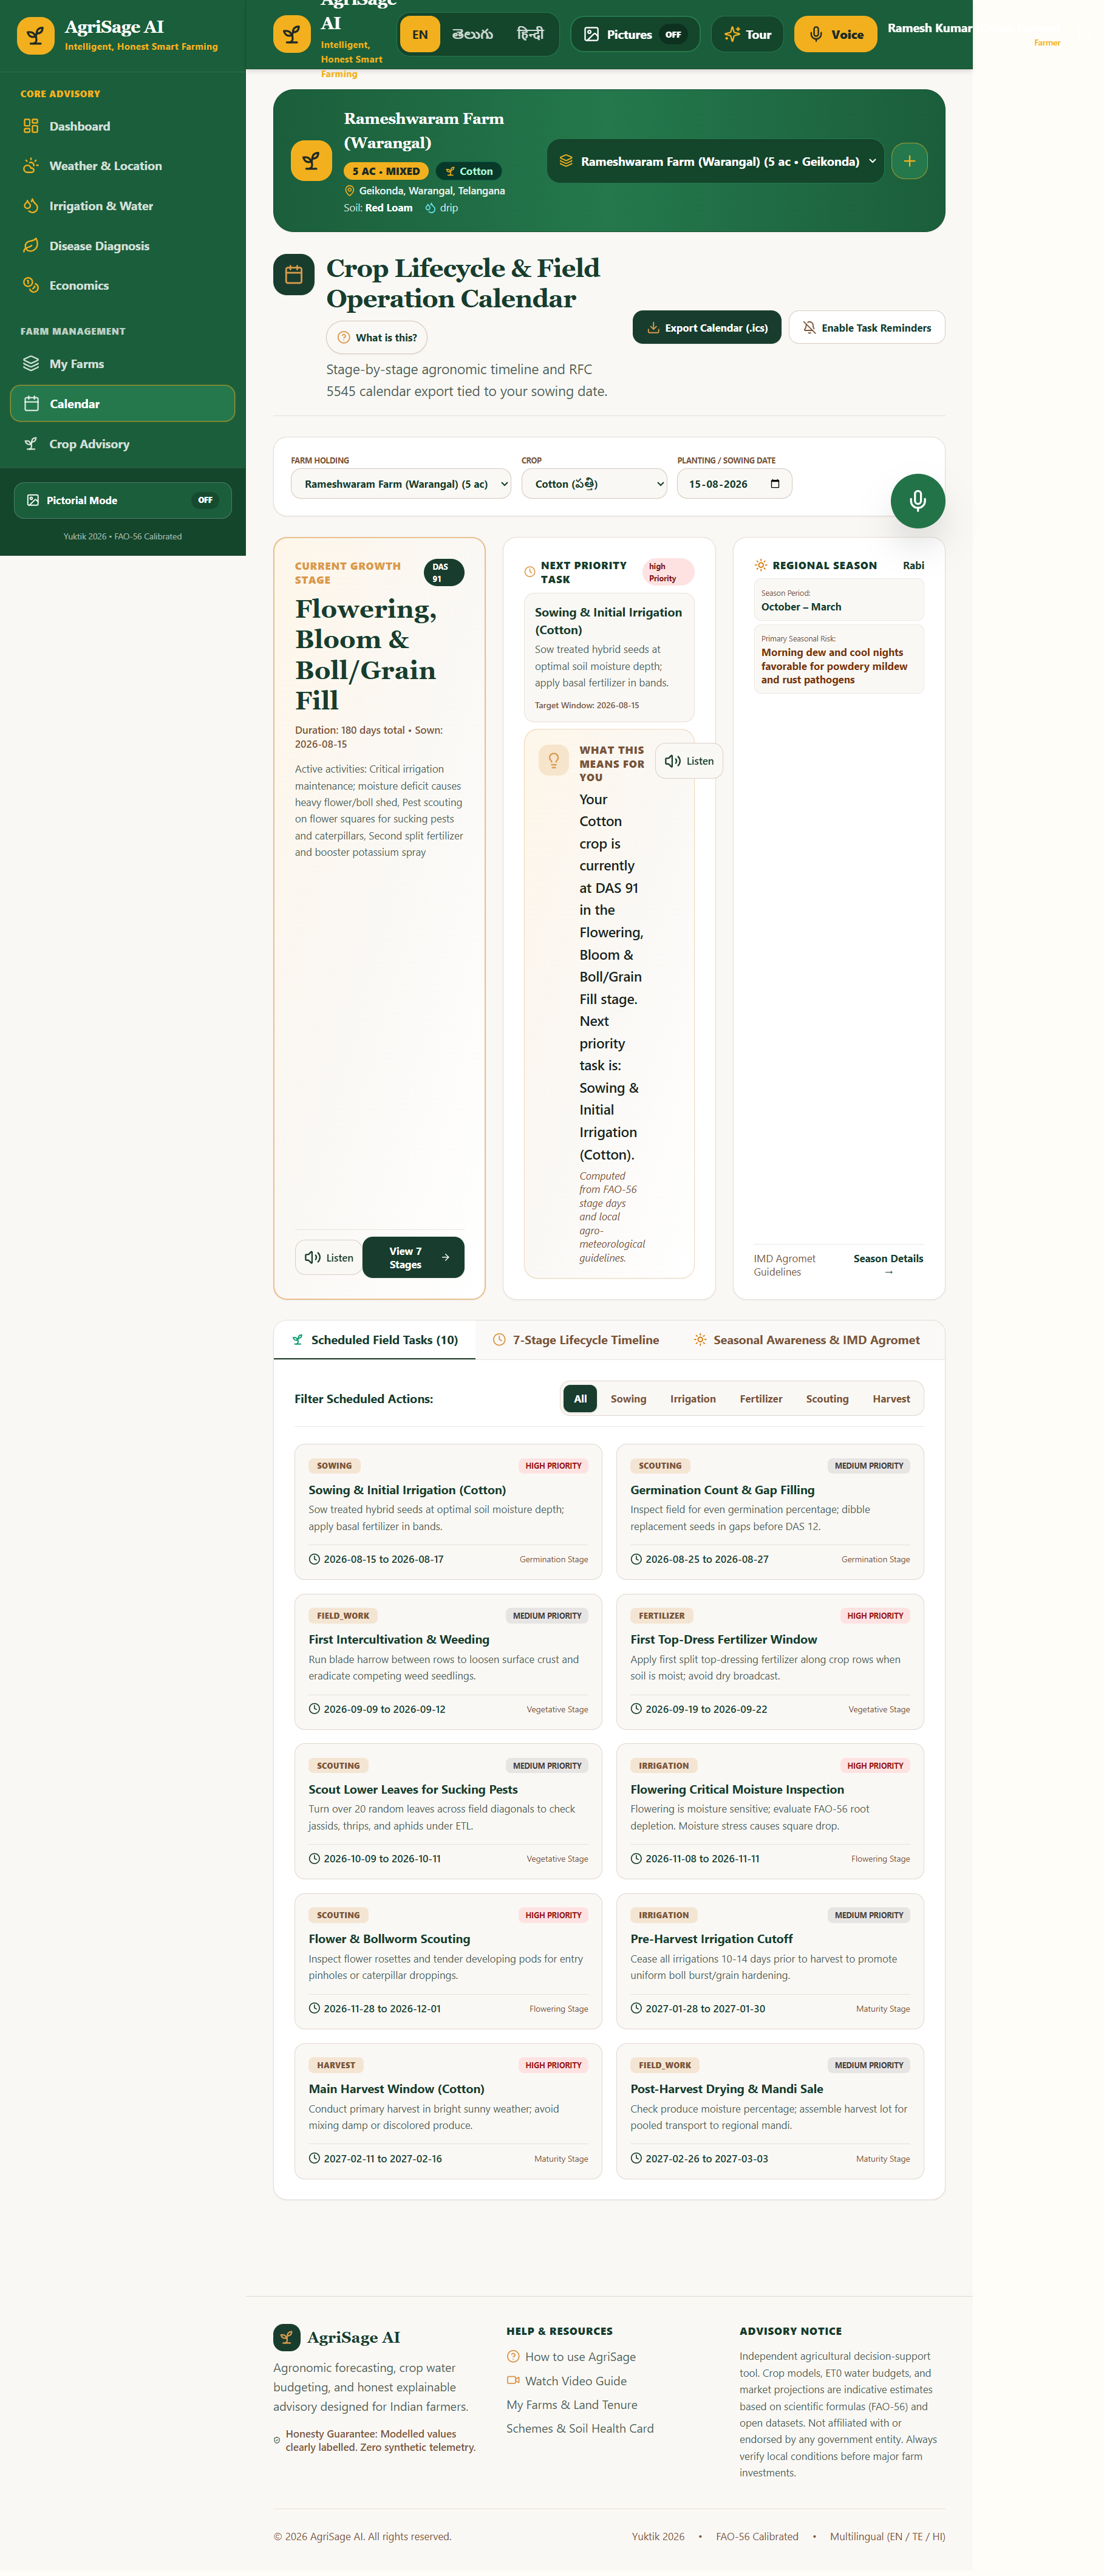 AgriSage AI
Intelligent, Honest Smart Farming
CORE ADVISORY
Dashboard
Weather & Location
Irrigation & Water
Disease Diagnosis
Economics
FARM MANAGEMENT
My Farms
Calendar
Crop Advisory
Pictorial Mode OFF
Yuktik 2026 • FAO-56 Calibrated
AgriSage
AI
Intelligent,
Honest Smart
Farming
EN తెలుగు हिन्दी
Pictures OFF
Tour
Voice
Ramesh Kumar
Farmer
Rameshwaram Farm
(Warangal)
5 AC • MIXED Cotton
Geikonda, Warangal, Telangana
Soil: Red Loam drip
Rameshwaram Farm (Warangal) (5 ac • Geikonda)
Crop Lifecycle & Field
Operation Calendar
What is this?
Stage-by-stage agronomic timeline and RFC
5545 calendar export tied to your sowing date.
Export Calendar (.ics)
Enable Task Reminders
FARM HOLDING
Rameshwaram Farm (Warangal) (5 ac)
CROP
Cotton (పత్తి)
PLANTING / SOWING DATE
15-08-2026
CURRENT GROWTH
STAGE
DAS
91
Flowering,
Bloom &
Boll/Grain
Fill
Duration: 180 days total • Sown:
2026-08-15
Active activities: Critical irrigation
maintenance; moisture deficit causes
heavy flower/boll shed, Pest scouting
on flower squares for sucking pests
and caterpillars, Second split fertilizer
and booster potassium spray
Listen
View 7
Stages
NEXT PRIORITY
TASK
high
Priority
Sowing & Initial Irrigation
(Cotton)
Sow treated hybrid seeds at
optimal soil moisture depth;
apply basal fertilizer in bands.
Target Window: 2026-08-15
WHAT THIS
MEANS FOR
YOU
Listen
Your
Cotton
crop is
currently
at DAS 91
in the
Flowering,
Bloom &
Boll/Grain
Fill stage.
Next
priority
task is:
Sowing &
Initial
Irrigation
(Cotton).
Computed
from FAO-56
stage days
and local
agro-
meteorological
guidelines.
REGIONAL SEASON Rabi
Season Period:
October – March
Primary Seasonal Risk:
Morning dew and cool nights
favorable for powdery mildew
and rust pathogens
IMD Agromet
Guidelines
Season Details
→
Scheduled Field Tasks (10)
7-Stage Lifecycle Timeline
Seasonal Awareness & IMD Agromet
Filter Scheduled Actions:
All Sowing Irrigation Fertilizer Scouting Harvest
SOWING HIGH PRIORITY
Sowing & Initial Irrigation (Cotton)
Sow treated hybrid seeds at optimal soil moisture depth;
apply basal fertilizer in bands.
2026-08-15 to 2026-08-17 Germination Stage
SCOUTING MEDIUM PRIORITY
Germination Count & Gap Filling
Inspect field for even germination percentage; dibble
replacement seeds in gaps before DAS 12.
2026-08-25 to 2026-08-27 Germination Stage
FIELD_WORK MEDIUM PRIORITY
First Intercultivation & Weeding
Run blade harrow between rows to loosen surface crust and
eradicate competing weed seedlings.
2026-09-09 to 2026-09-12 Vegetative Stage
FERTILIZER HIGH PRIORITY
First Top-Dress Fertilizer Window
Apply first split top-dressing fertilizer along crop rows when
soil is moist; avoid dry broadcast.
2026-09-19 to 2026-09-22 Vegetative Stage
SCOUTING MEDIUM PRIORITY
Scout Lower Leaves for Sucking Pests
Turn over 20 random leaves across field diagonals to check
jassids, thrips, and aphids under ETL.
2026-10-09 to 2026-10-11 Vegetative Stage
IRRIGATION HIGH PRIORITY
Flowering Critical Moisture Inspection
Flowering is moisture sensitive; evaluate FAO-56 root
depletion. Moisture stress causes square drop.
2026-11-08 to 2026-11-11 Flowering Stage
SCOUTING HIGH PRIORITY
Flower & Bollworm Scouting
Inspect flower rosettes and tender developing pods for entry
pinholes or caterpillar droppings.
2026-11-28 to 2026-12-01 Flowering Stage
IRRIGATION MEDIUM PRIORITY
Pre-Harvest Irrigation Cutoff
Cease all irrigations 10-14 days prior to harvest to promote
uniform boll burst/grain hardening.
2027-01-28 to 2027-01-30 Maturity Stage
HARVEST HIGH PRIORITY
Main Harvest Window (Cotton)
Conduct primary harvest in bright sunny weather; avoid
mixing damp or discolored produce.
2027-02-11 to 2027-02-16 Maturity Stage
FIELD_WORK MEDIUM PRIORITY
Post-Harvest Drying & Mandi Sale
Check produce moisture percentage; assemble harvest lot for
pooled transport to regional mandi.
2027-02-26 to 2027-03-03 Maturity Stage
AgriSage AI
Agronomic forecasting, crop water
budgeting, and honest explainable
advisory designed for Indian farmers.
Honesty Guarantee: Modelled values
clearly labelled. Zero synthetic telemetry.
HELP & RESOURCES
How to use AgriSage
Watch Video Guide
My Farms & Land Tenure
Schemes & Soil Health Card
ADVISORY NOTICE
Independent agricultural decision-support
tool. Crop models, ET0 water budgets, and
market projections are indicative estimates
based on scientific formulas (FAO-56) and
open datasets. Not affiliated with or
endorsed by any government entity. Always
verify local conditions before major farm
investments.
© 2026 AgriSage AI. All rights reserved.
Yuktik 2026 • FAO-56 Calibrated • Multilingual (EN / TE / HI)